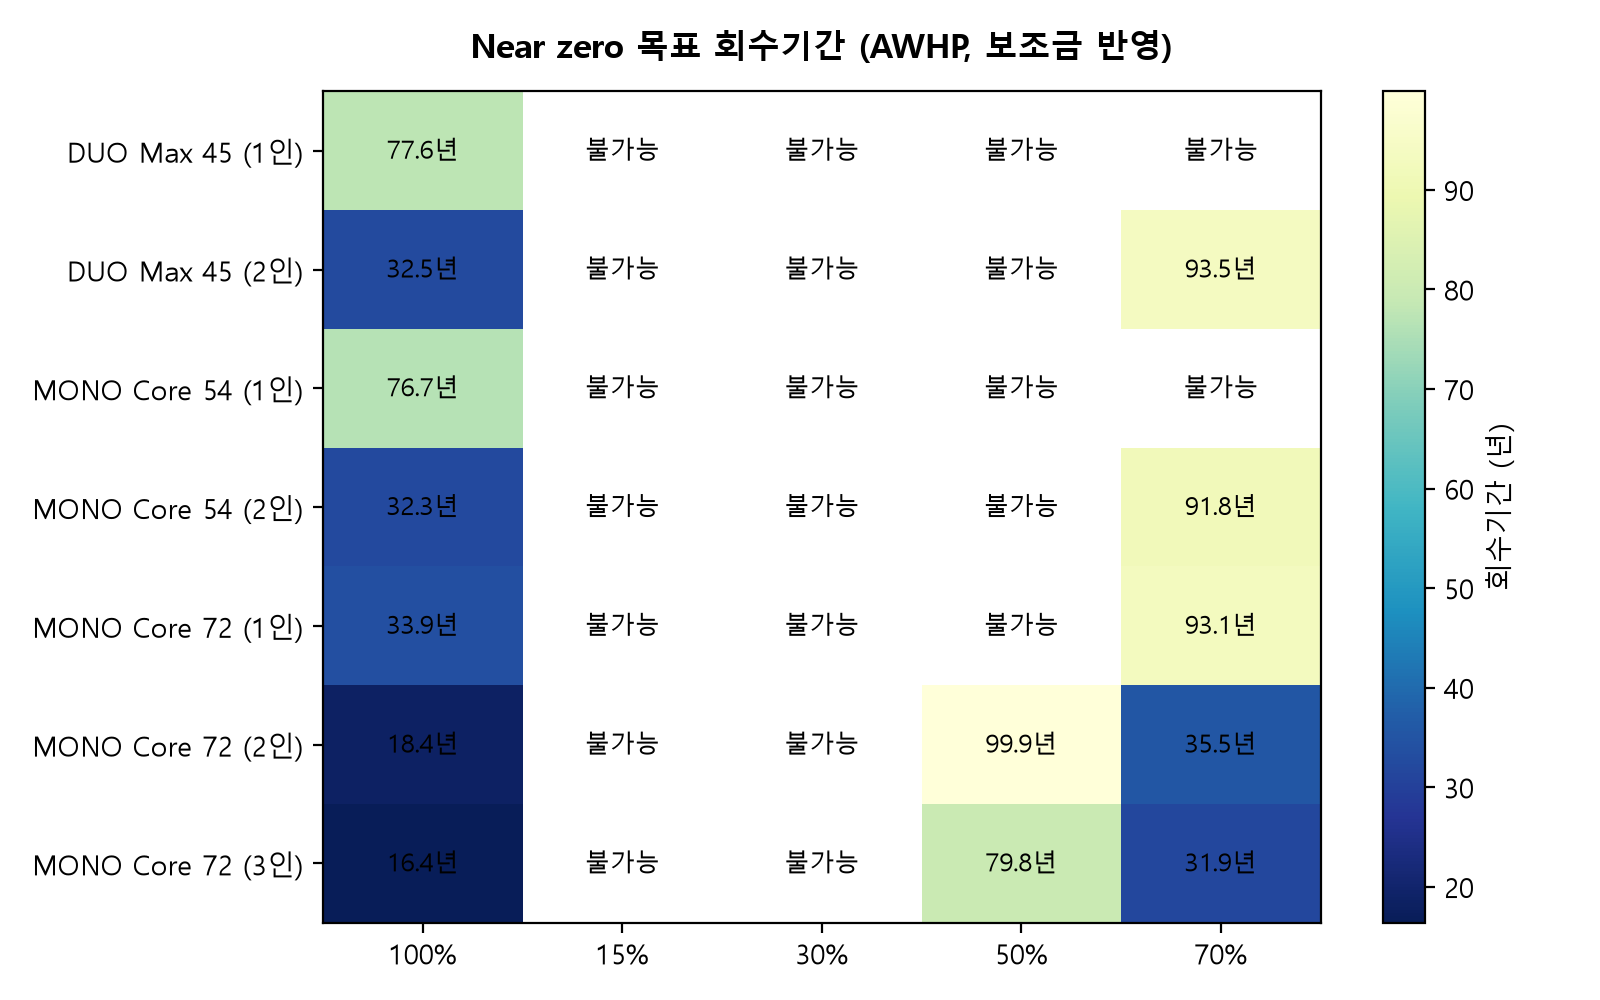 Near zero 목표 회수기간 (AWHP, 보조금 반영)
DUO Max 45 (1인) 77.6년 불가능 불가능 불가능 불가능
DUO Max 45 (2인) 32.5년 불가능 불가능 불가능 93.5년
MONO Core 54 (1인) 76.7년 불가능 불가능 불가능 불가능
MONO Core 54 (2인) 32.3년 불가능 불가능 불가능 91.8년
MONO Core 72 (1인) 33.9년 불가능 불가능 불가능 93.1년
MONO Core 72 (2인) 18.4년 불가능 불가능 99.9년 35.5년
MONO Core 72 (3인) 16.4년 불가능 불가능 79.8년 31.9년
100% 15% 30% 50% 70%
90
80
70
60
50
40
30
20
회수기간 (년)